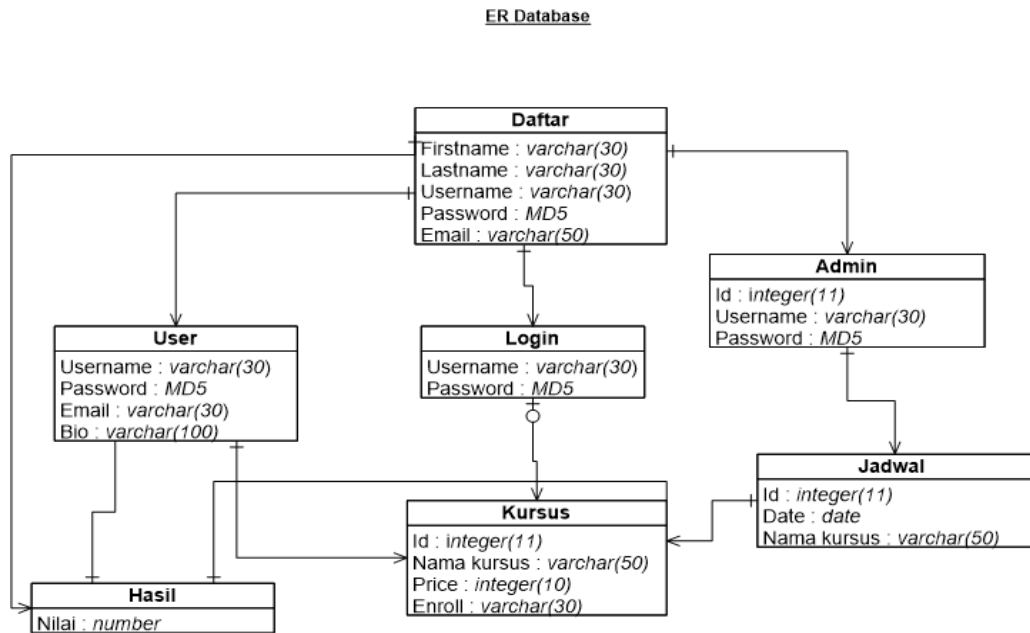 ER Database
Daftar
Firstname : varchar(30)
Lastname : varchar(30)
Username : varchar(30)
Password : MD5
Email : varchar(50)
Admin
Id : integer(11)
Username : varchar(30)
Password : MD5
User
Username : varchar(30)
Password : MD5
Email : varchar(30)
Bio : varchar(100)
Login
Username : varchar(30)
Password : MD5
Jadwal
Id : integer(11)
Date : date
Nama kursus : varchar(50)
Kursus
Id : integer(11)
Nama kursus : varchar(50)
Price : integer(10)
Enroll : varchar(30)
Hasil
Nilai : number